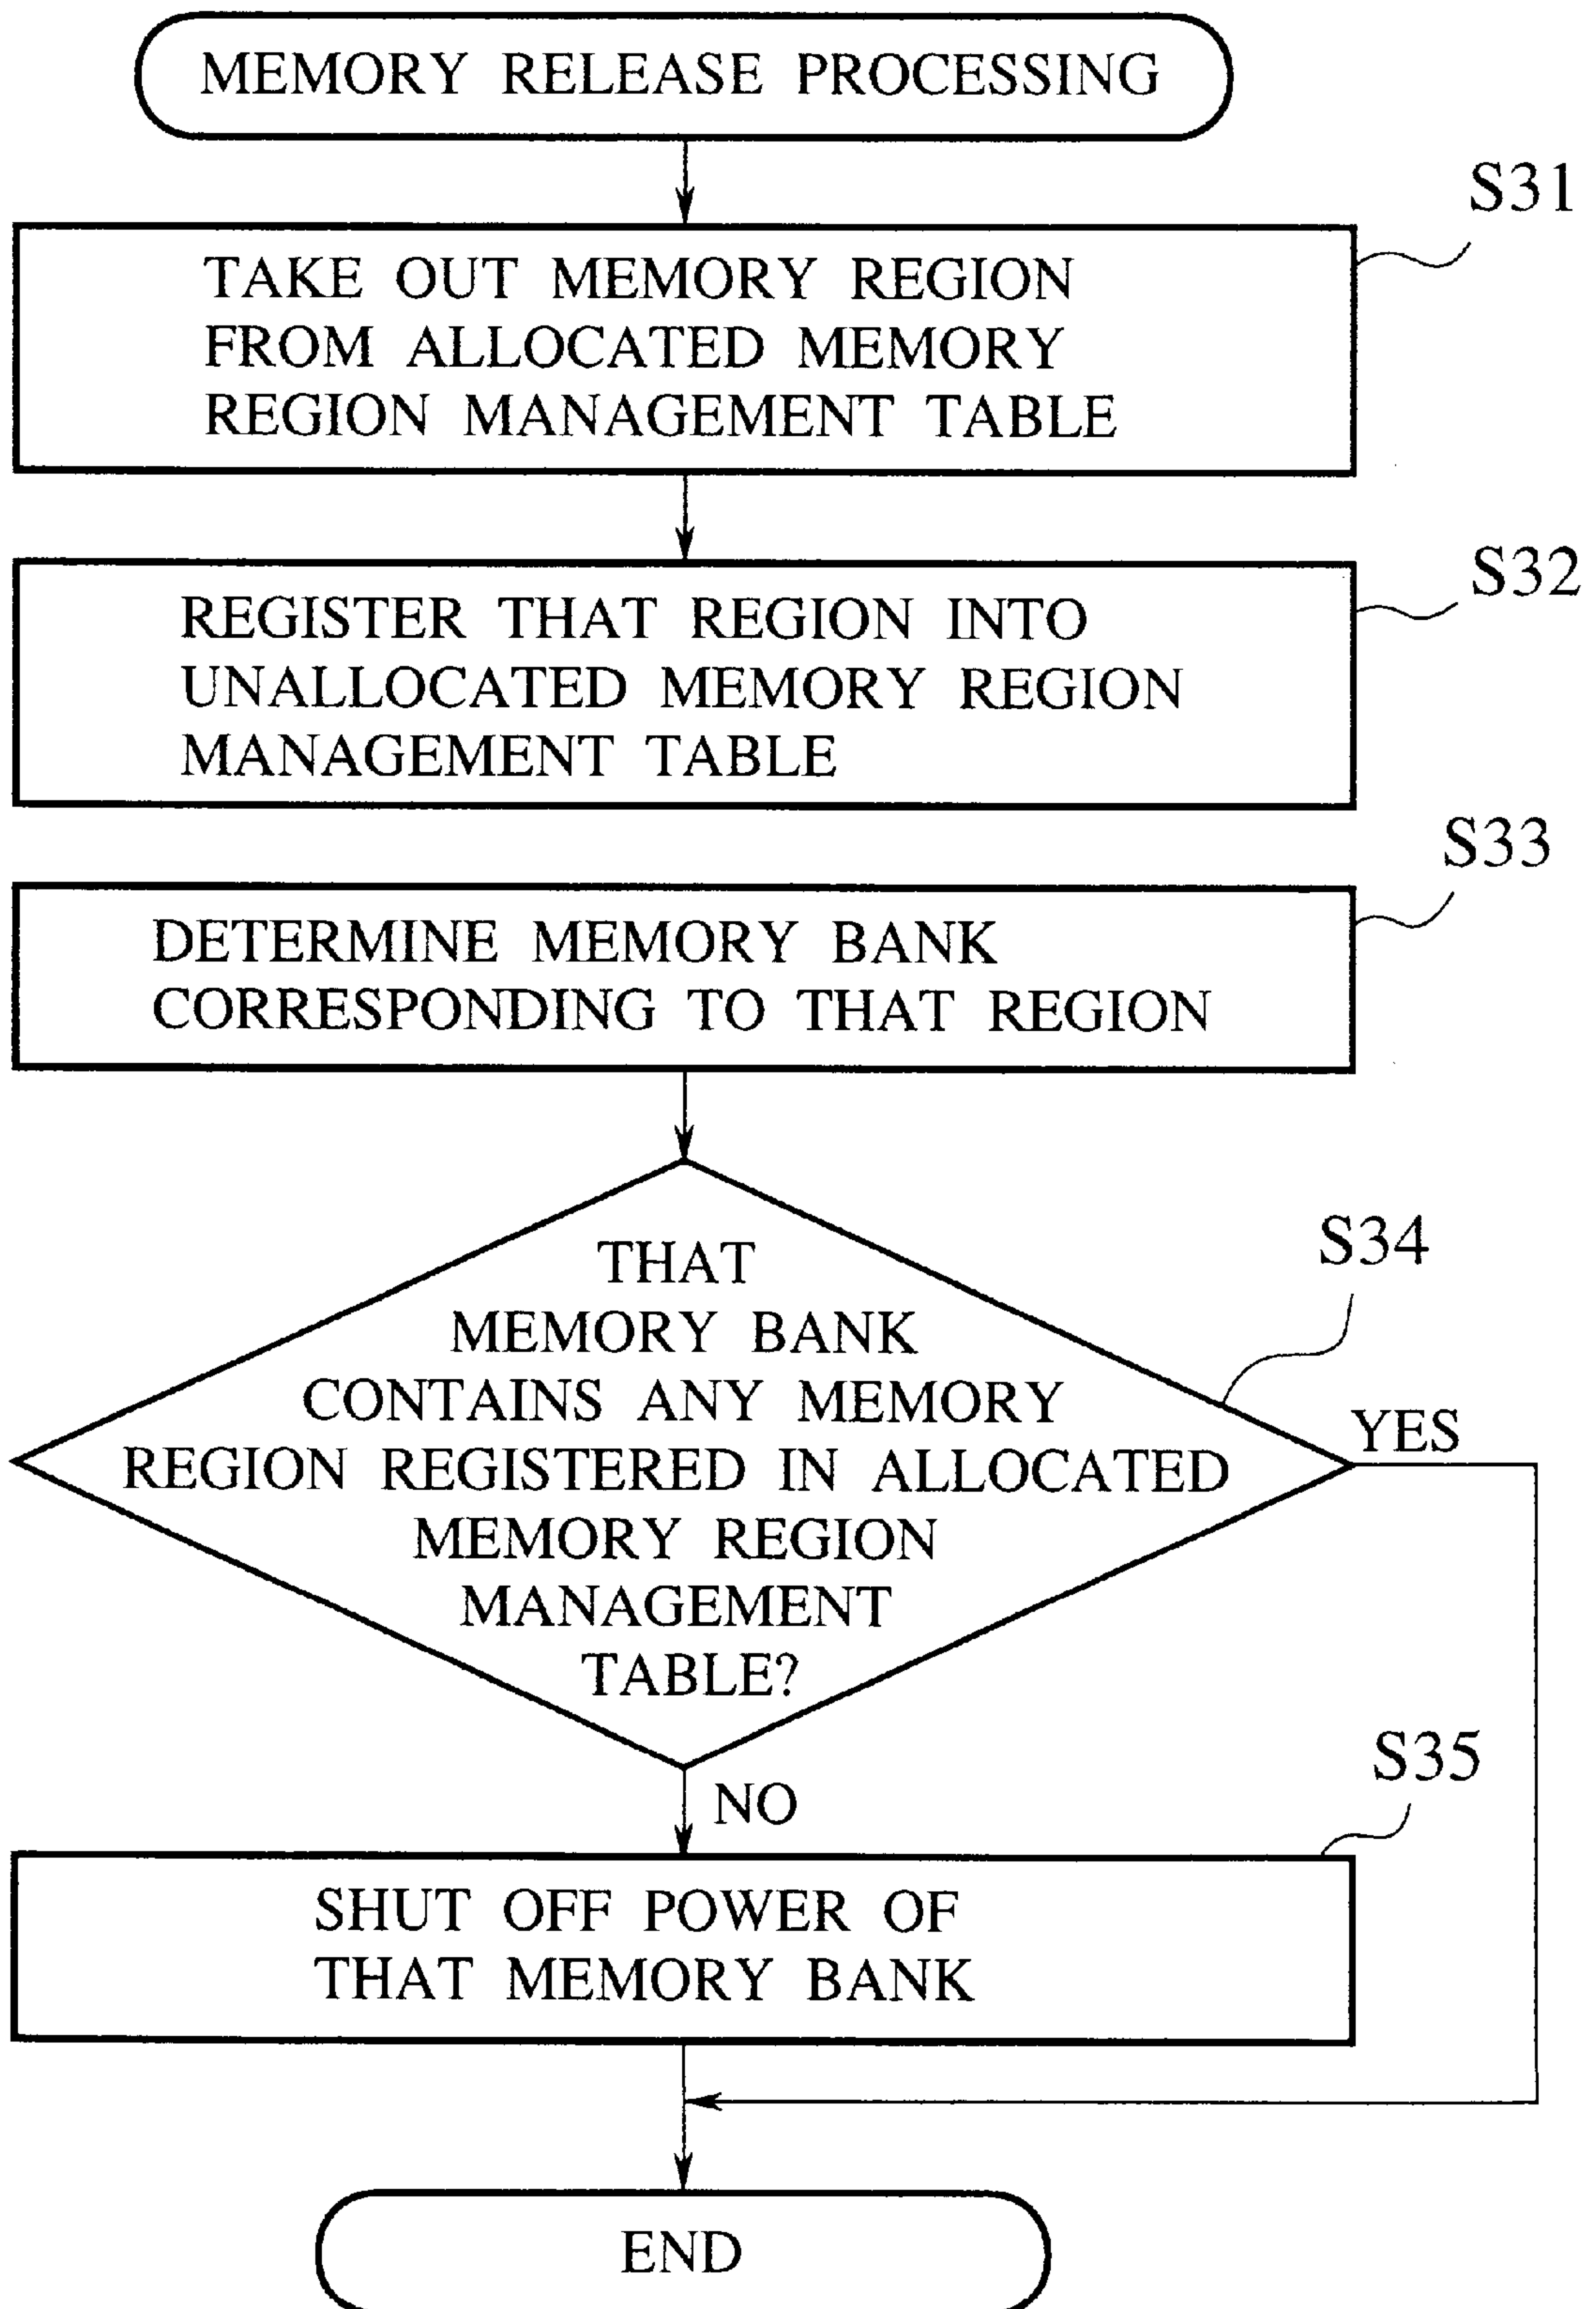 MEMORY RELEASE PROCESSING
S31
TAKE OUT MEMORY REGION
FROM ALLOCATED MEMORY
REGION MANAGEMENT TABLE
S32
REGISTER THAT REGION INTO
UNALLOCATED MEMORY REGION
MANAGEMENT TABLE
S33
DETERMINE MEMORY BANK
CORRESPONDING TO THAT REGION
S34
THAT
MEMORY BANK
CONTAINS ANY MEMORY
REGION REGISTERED IN ALLOCATED
MEMORY REGION
MANAGEMENT
TABLE?
YES
NO
S35
SHUT OFF POWER OF
THAT MEMORY BANK
END